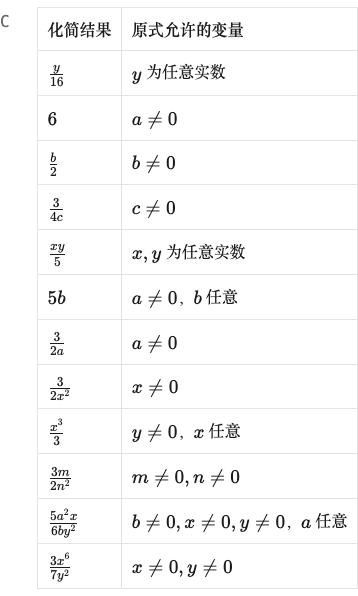 C
化简结果 原式允许的变量
y/16 y 为任意实数
6 a ≠ 0
b/2 b ≠ 0
3/4c c ≠ 0
xy/5 x, y 为任意实数
5b a ≠ 0，b 任意
3/2a a ≠ 0
3/2x² x ≠ 0
x³/3 y ≠ 0，x 任意
3m/2n² m ≠ 0, n ≠ 0
5a²x/6by² b ≠ 0, x ≠ 0, y ≠ 0，a 任意
3x⁶/7y² x ≠ 0, y ≠ 0